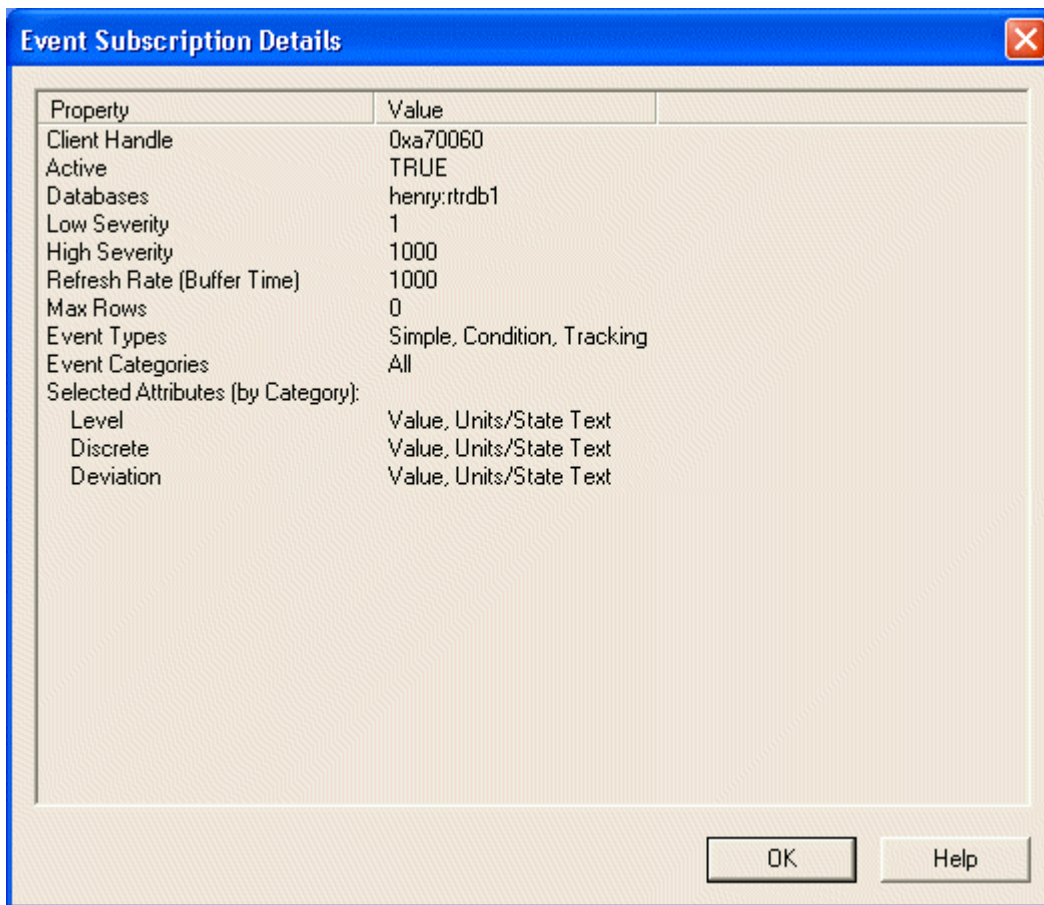 Event Subscription Details
Property Value
Client Handle 0xa70060
Active TRUE
Databases henry:rtrdb1
Low Severity 1
High Severity 1000
Refresh Rate (Buffer Time) 1000
Max Rows 0
Event Types Simple, Condition, Tracking
Event Categories All
Selected Attributes (by Category):
Level Value, Units/State Text
Discrete Value, Units/State Text
Deviation Value, Units/State Text
OK Help